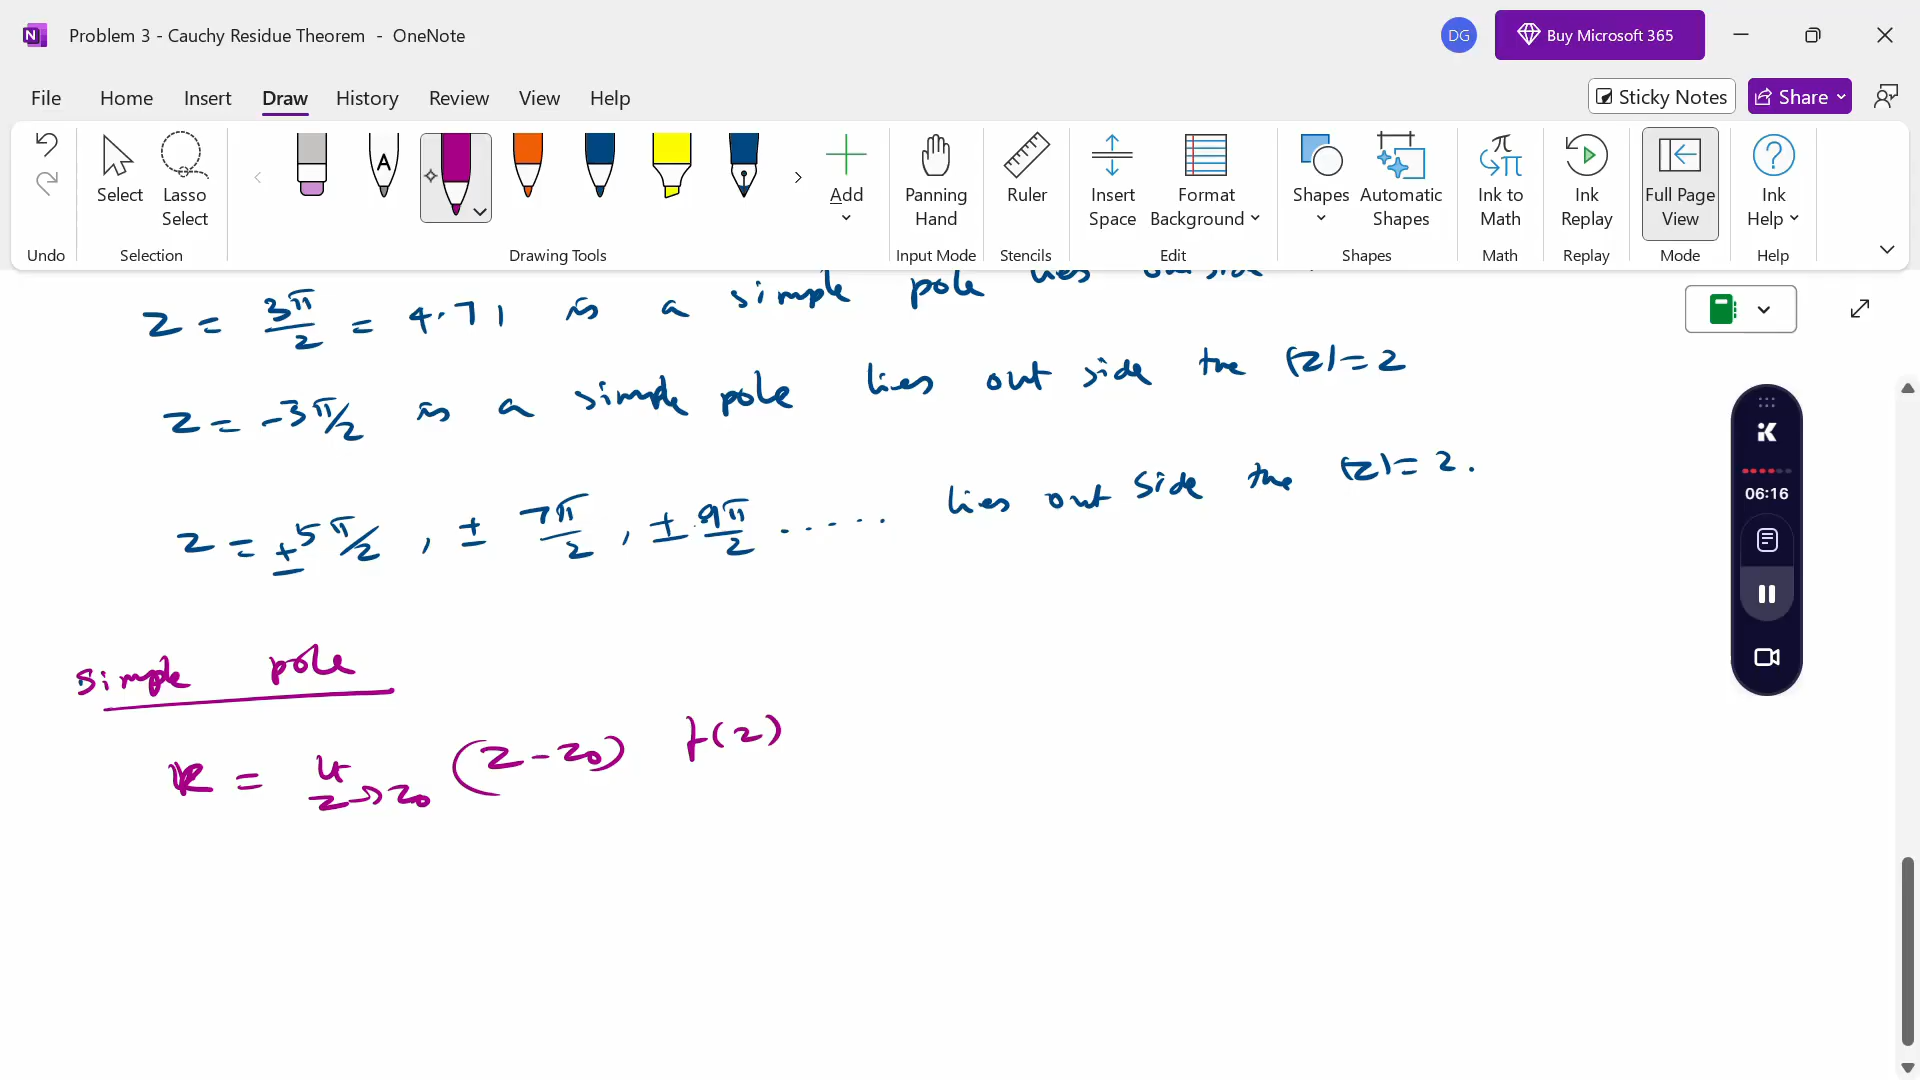 Problem 3 - Cauchy Residue Theorem - OneNote
DG
Buy Microsoft 365
File Home Insert Draw History Review View Help
Sticky Notes
Share
Select
Lasso Select
A
Add
Panning Hand
Ruler
Insert Space
Format Background
Shapes
Automatic Shapes
Ink to Math
Ink Replay
Full Page View
Ink Help
Undo Selection Drawing Tools Input Mode Stencils Edit Shapes Math Replay Mode Help
z = 3π/2 = 4.71 is a simple pole lies outside
z = -3π/2 is a simple pole lies out side the |z| = 2
z = ±5π/2, ± 7π/2, ± 9π/2 ..... lies out side the |z| = 2.
06:16
simple pole
R = Lt z→z₀ (z-z₀) f(z)